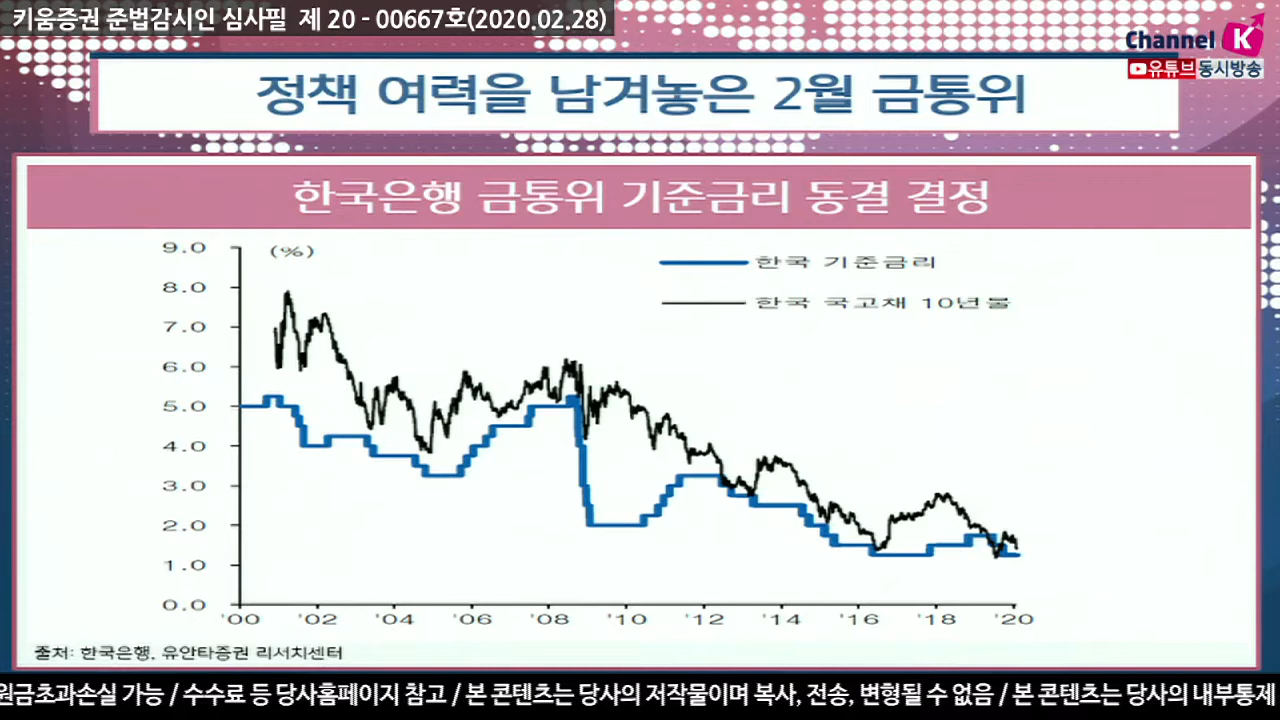 키움증권 준법감시인 심사필 제 20 - 00667호(2020.02.28)
Channel K
유튜브 동시방송
정책 여력을 남겨놓은 2월 금통위
한국은행 금통위 기준금리 동결 결정
(%)
한국 기준금리
한국 국고채 10년물
9.0
8.0
7.0
6.0
5.0
4.0
3.0
2.0
1.0
0.0
'00 '02 '04 '06 '08 '10 '12 '14 '16 '18 '20
출처: 한국은행, 유안타증권 리서치센터
원금초과손실 가능 / 수수료 등 당사홈페이지 참고 / 본 콘텐츠는 당사의 저작물이며 복사, 전송, 변형될 수 없음 / 본 콘텐츠는 당사의 내부통제